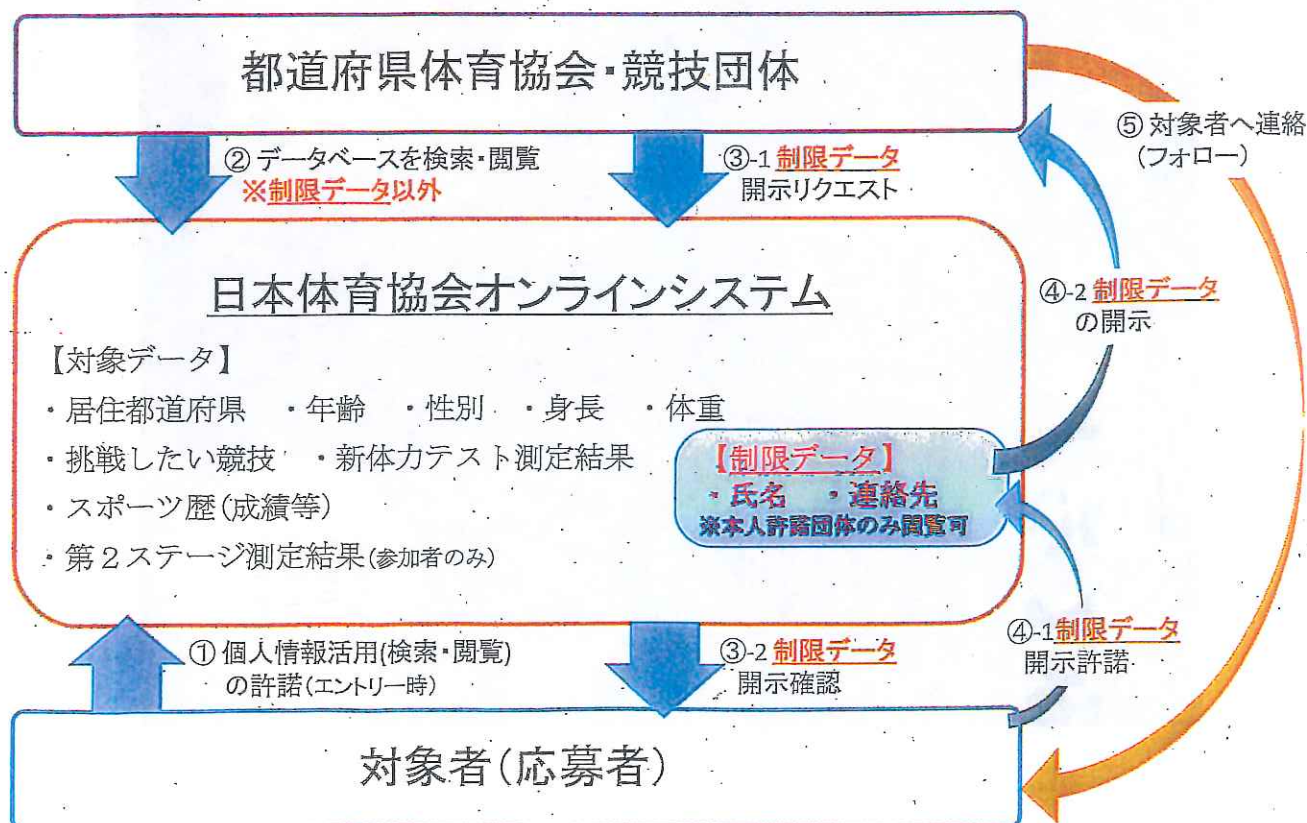 都道府県体育協会・競技団体
② データベースを検索・閲覧
※制限データ以外
③-1 制限データ
開示リクエスト
⑤ 対象者へ連絡
(フォロー)
日本体育協会オンラインシステム
④-2 制限データ
の開示
【対象データ】
・居住都道府県 ・年齢 ・性別 ・身長 ・体重
・挑戦したい競技 ・新体力テスト測定結果
・スポーツ歴(成績等)
・第2ステージ測定結果(参加者のみ)
【制限データ】
・氏名 ・連絡先
※本人許諾団体のみ閲覧可
① 個人情報活用(検索・閲覧)
の許諾(エントリー時)
③-2 制限データ
開示確認
④-1 制限データ
開示許諾
対象者(応募者)